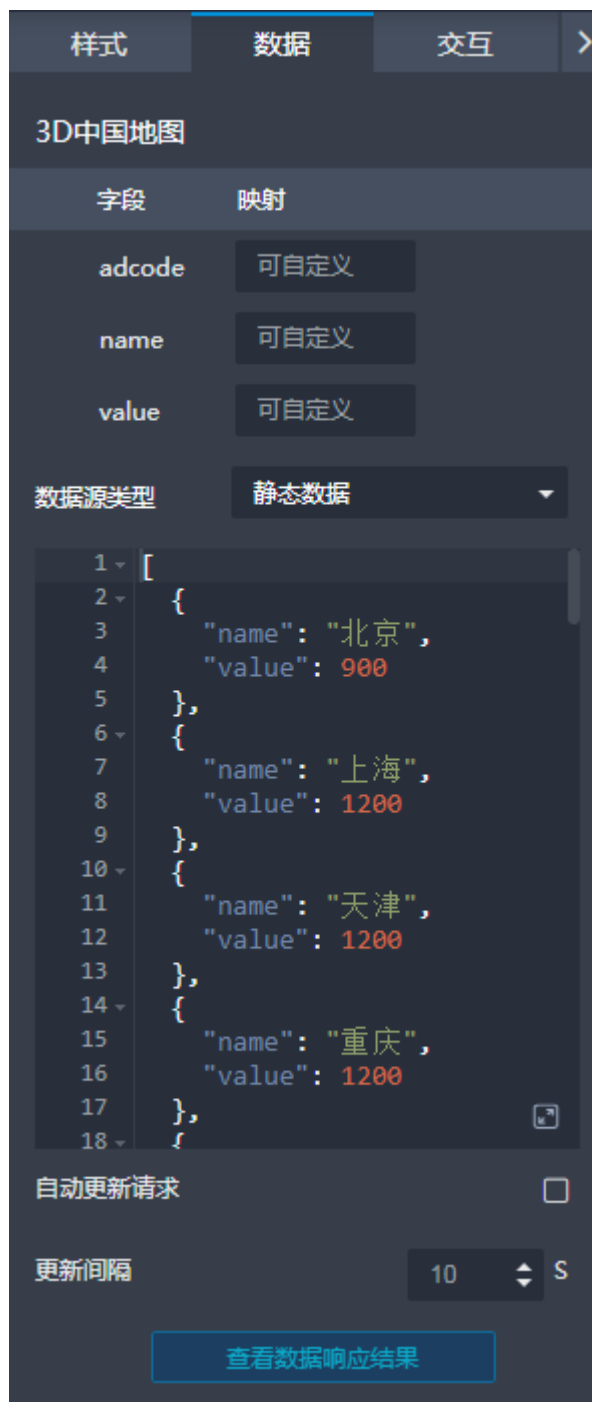 样式 数据 交互
3D中国地图
字段 映射
adcode 可自定义
name 可自定义
value 可自定义
数据源类型 静态数据
1 [
2 {
3 "name": "北京",
4 "value": 900
5 },
6 {
7 "name": "上海",
8 "value": 1200
9 },
10 {
11 "name": "天津",
12 "value": 1200
13 },
14 {
15 "name": "重庆",
16 "value": 1200
17 },
18 {
自动更新请求
更新间隔 10 S
查看数据响应结果